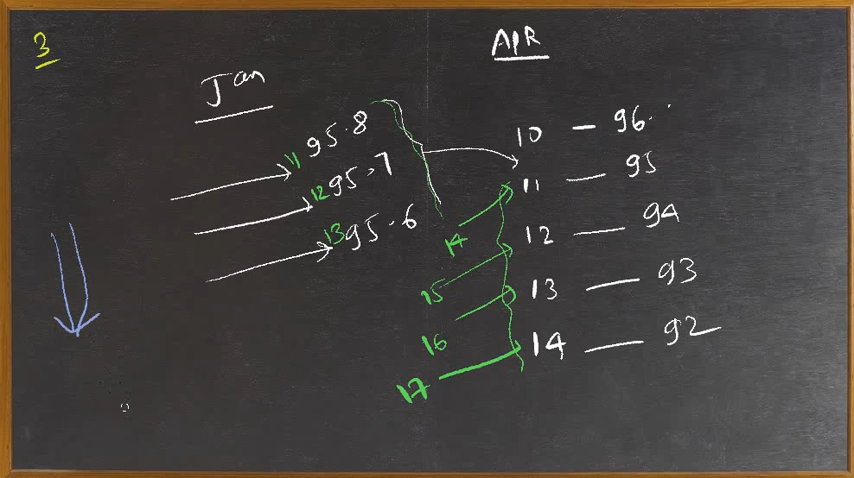 3
Jan
11 95.8
12 95.7
13 95.6
APR
10 — 96.
11 — 95
12 — 94
13 — 93
14 — 92
14
15
16
17